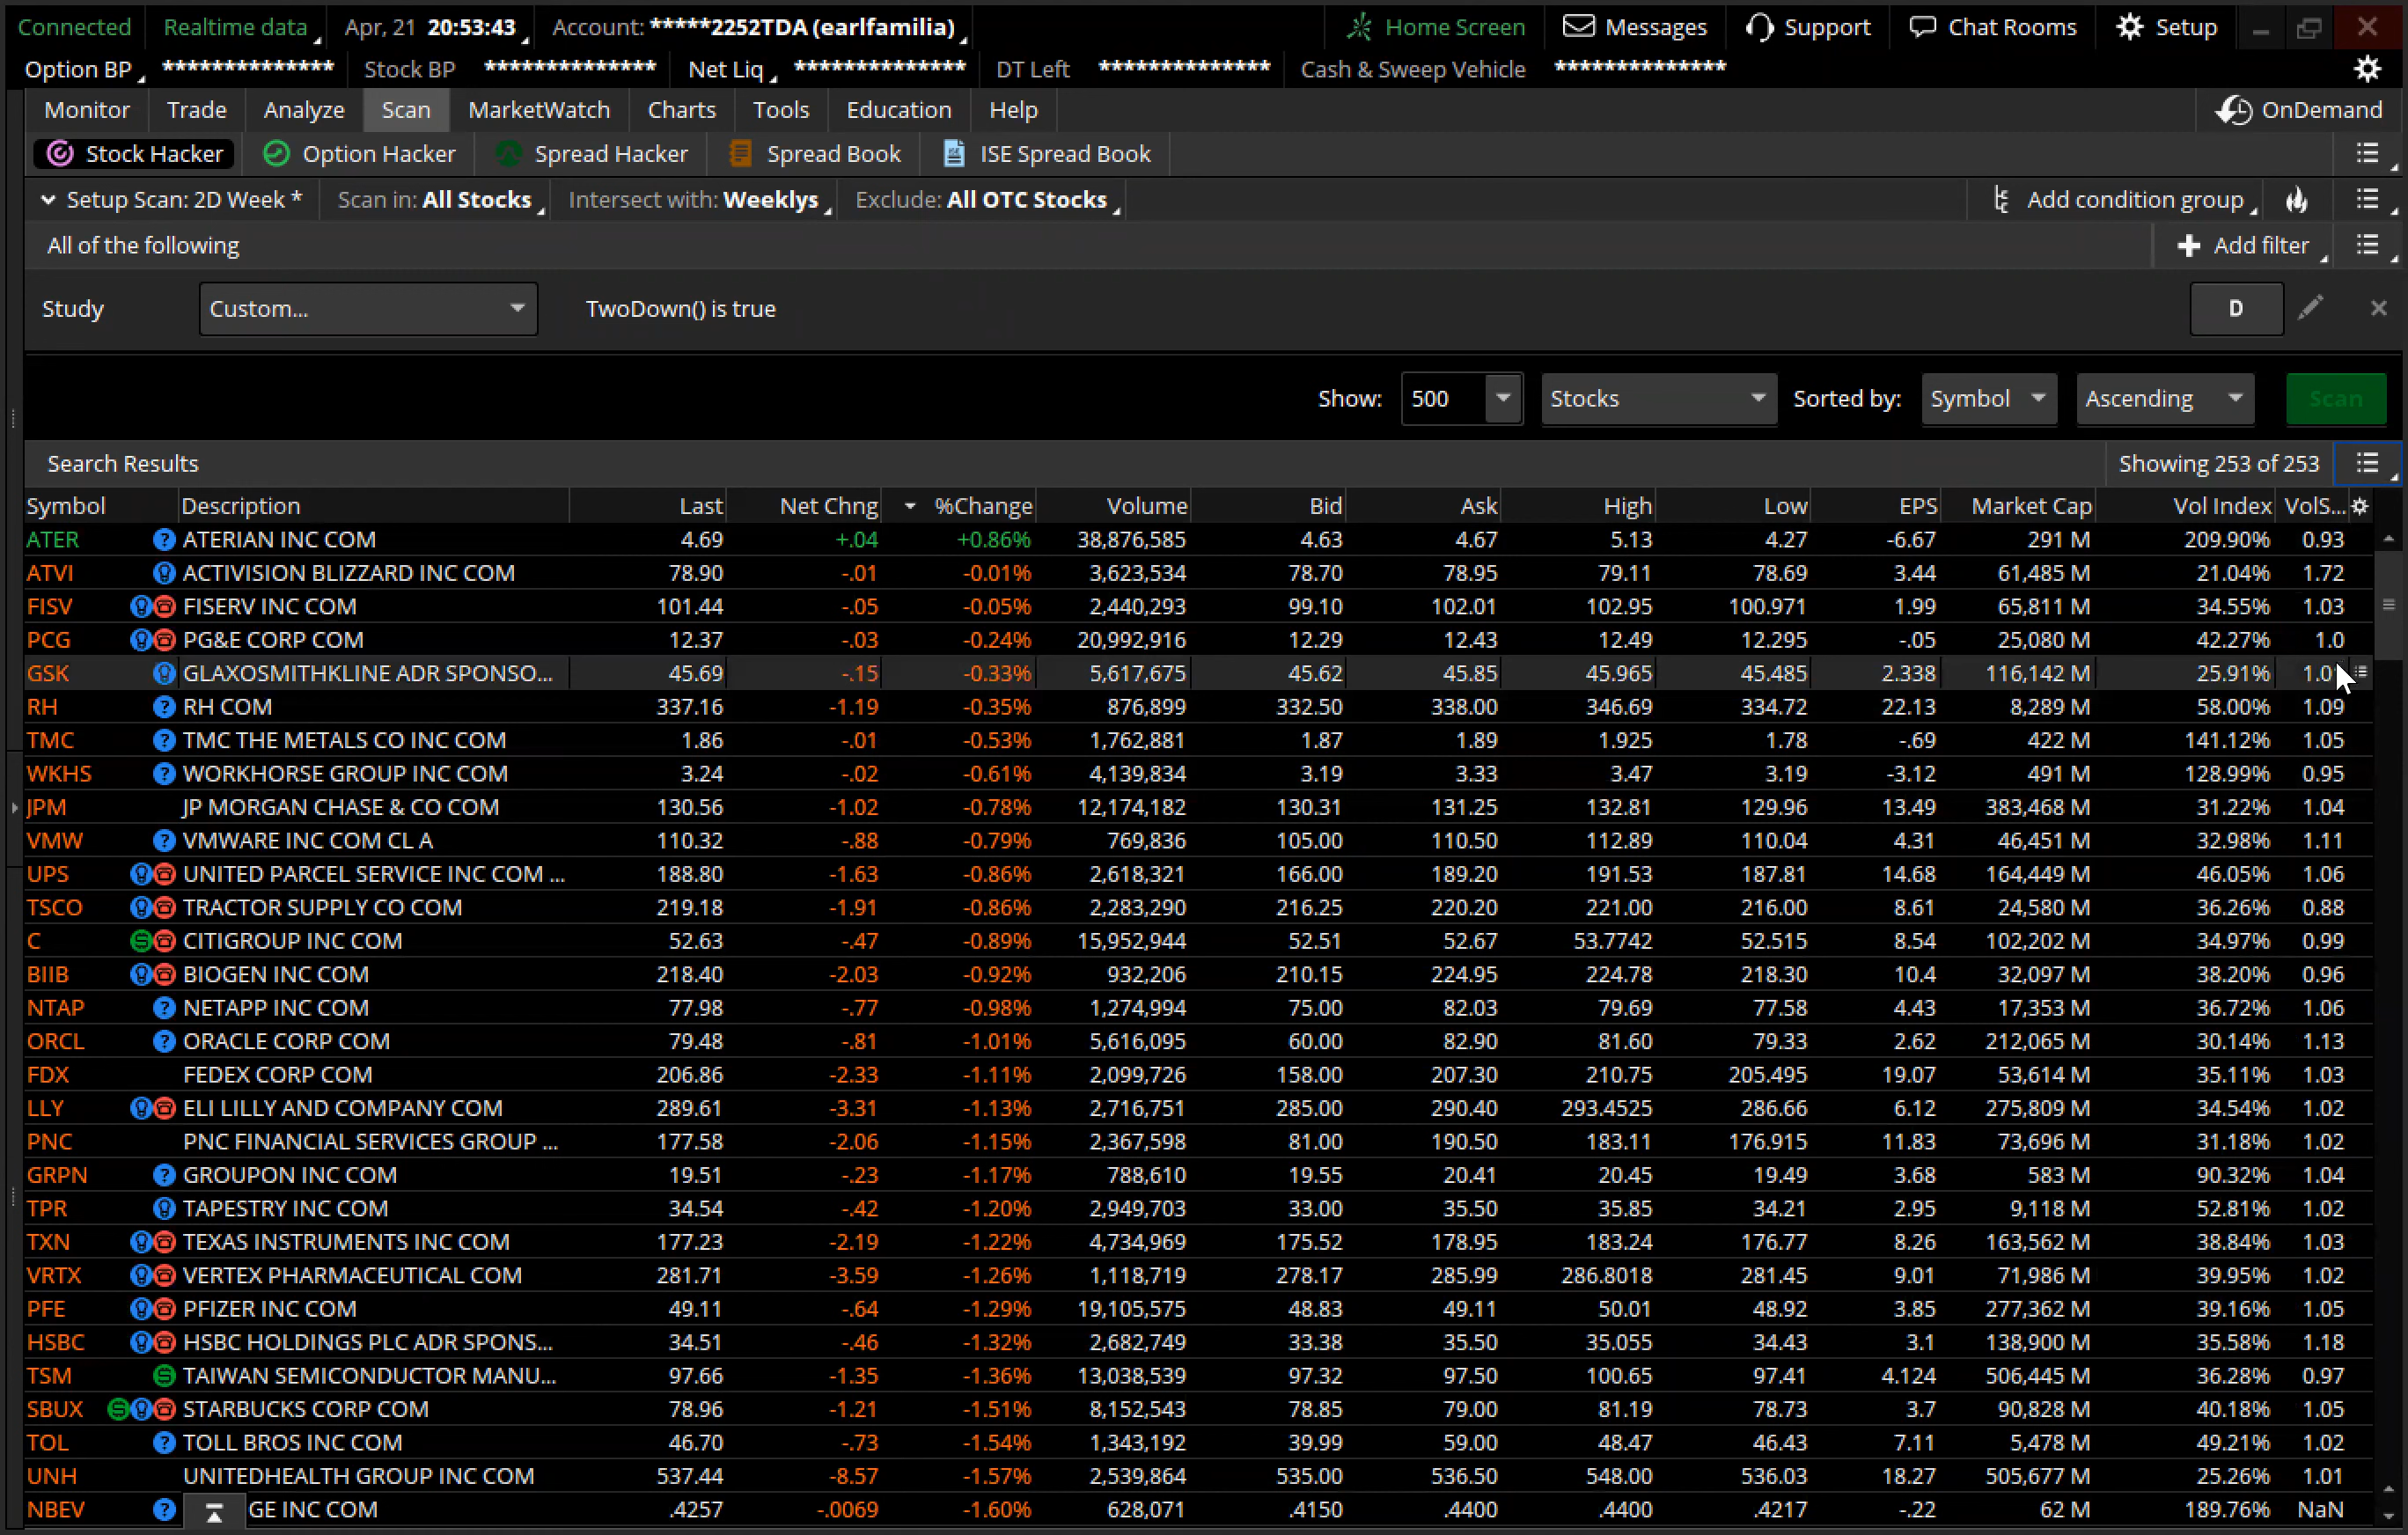 Connected Realtime data Apr, 21 20:53:43 Account: *****2252TDA (earlfamilia) Home Screen Messages Support Chat Rooms Setup
Option BP ************** Stock BP ************** Net Liq ************** DT Left ************** Cash & Sweep Vehicle **************
Monitor Trade Analyze Scan MarketWatch Charts Tools Education Help OnDemand
Stock Hacker Option Hacker Spread Hacker Spread Book ISE Spread Book
Setup Scan: 2D Week * Scan in: All Stocks Intersect with: Weeklys Exclude: All OTC Stocks Add condition group
All of the following Add filter
Study Custom... TwoDown() is true D
Show: 500 Stocks Sorted by: Symbol Ascending Scan
Search Results Showing 253 of 253
Symbol Description Last Net Chng %Change Volume Bid Ask High Low EPS Market Cap Vol Index VolS...
ATER ATERIAN INC COM 4.69 +.04 +0.86% 38,876,585 4.63 4.67 5.13 4.27 -6.67 291 M 209.90% 0.93
ATVI ACTIVISION BLIZZARD INC COM 78.90 -.01 -0.01% 3,623,534 78.70 78.95 79.11 78.69 3.44 61,485 M 21.04% 1.72
FISV FISERV INC COM 101.44 -.05 -0.05% 2,440,293 99.10 102.01 102.95 100.971 1.99 65,811 M 34.55% 1.03
PCG PG&E CORP COM 12.37 -.03 -0.24% 20,992,916 12.29 12.43 12.49 12.295 -.05 25,080 M 42.27% 1.0
GSK GLAXOSMITHKLINE ADR SPONSO... 45.69 -.15 -0.33% 5,617,675 45.62 45.85 45.965 45.485 2.338 116,142 M 25.91%
RH RH COM 337.16 -1.19 -0.35% 876,899 332.50 338.00 346.69 334.72 22.13 8,289 M 58.00% 1.09
TMC TMC THE METALS CO INC COM 1.86 -.01 -0.53% 1,762,881 1.87 1.89 1.925 1.78 -.69 422 M 141.12% 1.05
WKHS WORKHORSE GROUP INC COM 3.24 -.02 -0.61% 4,139,834 3.19 3.33 3.47 3.19 -3.12 491 M 128.99% 0.95
JPM JP MORGAN CHASE & CO COM 130.56 -1.02 -0.78% 12,174,182 130.31 131.25 132.81 129.96 13.49 383,468 M 31.22% 1.04
VMW VMWARE INC COM CL A 110.32 -.88 -0.79% 769,836 105.00 110.50 112.89 110.04 4.31 46,451 M 32.98% 1.11
UPS UNITED PARCEL SERVICE INC COM ... 188.80 -1.63 -0.86% 2,618,321 166.00 189.20 191.53 187.81 14.68 164,449 M 46.05% 1.06
TSCO TRACTOR SUPPLY CO COM 219.18 -1.91 -0.86% 2,283,290 216.25 220.20 221.00 216.00 8.61 24,580 M 36.26% 0.88
C CITIGROUP INC COM 52.63 -.47 -0.89% 15,952,944 52.51 52.67 53.7742 52.515 8.54 102,202 M 34.97% 0.99
BIIB BIOGEN INC COM 218.40 -2.03 -0.92% 932,206 210.15 224.95 224.78 218.30 10.4 32,097 M 38.20% 0.96
NTAP NETAPP INC COM 77.98 -.77 -0.98% 1,274,994 75.00 82.03 79.69 77.58 4.43 17,353 M 36.72% 1.06
ORCL ORACLE CORP COM 79.48 -.81 -1.01% 5,616,095 60.00 82.90 81.60 79.33 2.62 212,065 M 30.14% 1.13
FDX FEDEX CORP COM 206.86 -2.33 -1.11% 2,099,726 158.00 207.30 210.75 205.495 19.07 53,614 M 35.11% 1.03
LLY ELI LILLY AND COMPANY COM 289.61 -3.31 -1.13% 2,716,751 285.00 290.40 293.4525 286.66 6.12 275,809 M 34.54% 1.02
PNC PNC FINANCIAL SERVICES GROUP ... 177.58 -2.06 -1.15% 2,367,598 81.00 190.50 183.11 176.915 11.83 73,696 M 31.18% 1.02
GRPN GROUPON INC COM 19.51 -.23 -1.17% 788,610 19.55 20.41 20.45 19.49 3.68 583 M 90.32% 1.04
TPR TAPESTRY INC COM 34.54 -.42 -1.20% 2,949,703 33.00 35.50 35.85 34.21 2.95 9,118 M 52.81% 1.02
TXN TEXAS INSTRUMENTS INC COM 177.23 -2.19 -1.22% 4,734,969 175.52 178.95 183.24 176.77 8.26 163,562 M 38.84% 1.03
VRTX VERTEX PHARMACEUTICAL COM 281.71 -3.59 -1.26% 1,118,719 278.17 285.99 286.8018 281.45 9.01 71,986 M 39.95% 1.02
PFE PFIZER INC COM 49.11 -.64 -1.29% 19,105,575 48.83 49.11 50.01 48.92 3.85 277,362 M 39.16% 1.05
HSBC HSBC HOLDINGS PLC ADR SPONS... 34.51 -.46 -1.32% 2,682,749 33.38 35.50 35.055 34.43 3.1 138,900 M 35.58% 1.18
TSM TAIWAN SEMICONDUCTOR MANU... 97.66 -1.35 -1.36% 13,038,539 97.32 97.50 100.65 97.41 4.124 506,445 M 36.28% 0.97
SBUX STARBUCKS CORP COM 78.96 -1.21 -1.51% 8,152,543 78.85 79.00 81.19 78.73 3.7 90,828 M 40.18% 1.05
TOL TOLL BROS INC COM 46.70 -.73 -1.54% 1,343,192 39.99 59.00 48.47 46.43 7.11 5,478 M 49.21% 1.02
UNH UNITEDHEALTH GROUP INC COM 537.44 -8.57 -1.57% 2,539,864 535.00 536.50 548.00 536.03 18.27 505,677 M 25.26% 1.01
NBEV GE INC COM .4257 -.0069 -1.60% 628,071 .4150 .4400 .4400 .4217 -.22 62 M 189.76% NaN